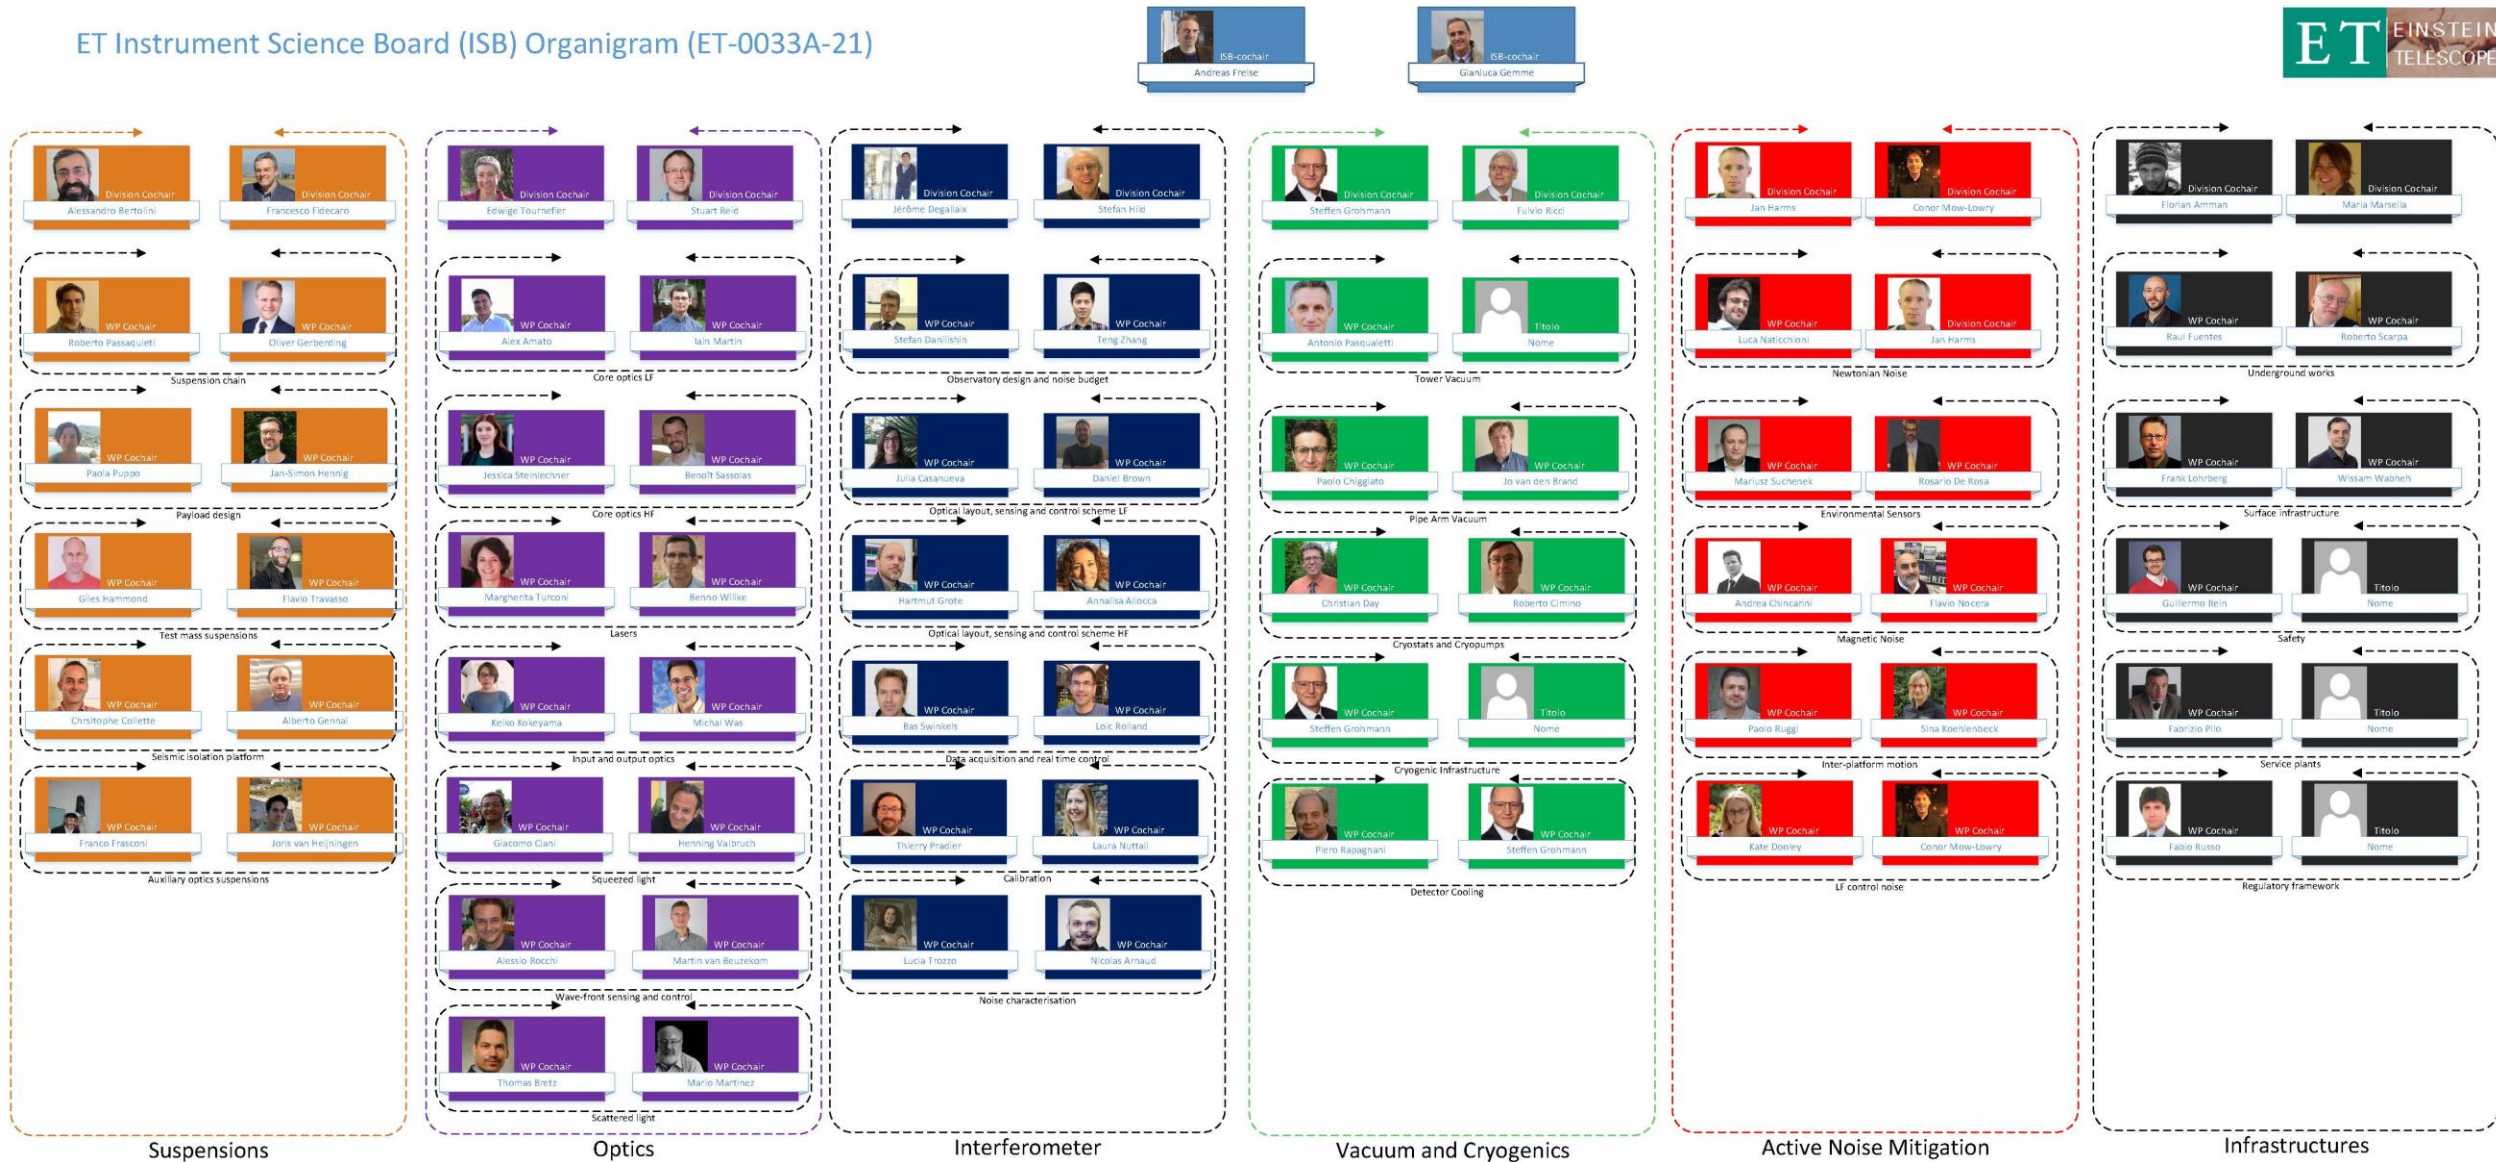 ET Instrument Science Board (ISB) Organigram (ET-0033A-21)
ISB-cochair
Andreas Freise
ISB-cochair
Gianluca Gemme
ET EINSTEIN
TELESCOPE
Division Cochair
Alessandro Bertolini
Division Cochair
Francesco Fidecaro
WP Cochair
Roberto Passaquieti
WP Cochair
Oliver Gerberding
Suspension chain
WP Cochair
Paola Puppo
WP Cochair
Jan-Simon Hennig
Payload design
WP Cochair
Giles Hammond
WP Cochair
Flavio Travasso
Test mass suspensions
WP Cochair
Chrsitophe Collette
WP Cochair
Alberto Gennai
Seismic isolation platform
WP Cochair
Franco Frasconi
WP Cochair
Joris van Heijningen
Auxiliary optics suspensions
Suspensions
Division Cochair
Edwige Tournefier
Division Cochair
Stuart Reid
WP Cochair
Alex Amato
WP Cochair
Iain Martin
Core optics LF
WP Cochair
Jessica Steinlechner
WP Cochair
Benoît Sassolas
Core optics HF
WP Cochair
Margherita Turconi
WP Cochair
Benno Willke
Lasers
WP Cochair
Keiko Kokeyama
WP Cochair
Michal Was
Input and output optics
WP Cochair
Giacomo Ciani
WP Cochair
Henning Valbruch
Squeezed light
WP Cochair
Alessio Rocchi
WP Cochair
Martin van Beuzekom
Wave-front sensing and control
WP Cochair
Thomas Bretz
WP Cochair
Mario Martinez
Scattered light
Optics
Division Cochair
Jérôme Degallaix
Division Cochair
Stefan Hild
WP Cochair
Stefan Danilishin
WP Cochair
Teng Zhang
Observatory design and noise budget
WP Cochair
Julia Casanueva
WP Cochair
Daniel Brown
Optical layout, sensing and control scheme LF
WP Cochair
Hartmut Grote
WP Cochair
Annalisa Allocca
Optical layout, sensing and control scheme HF
WP Cochair
Bas Swinkels
WP Cochair
Loic Rolland
Data acquisition and real time control
WP Cochair
Thierry Pradier
WP Cochair
Laura Nuttall
Calibration
WP Cochair
Lucia Trozzo
WP Cochair
Nicolas Arnaud
Noise characterisation
Interferometer
Division Cochair
Steffen Grohmann
Division Cochair
Fulvio Ricci
WP Cochair
Antonio Pasqualetti
Titolo
Nome
Tower Vacuum
WP Cochair
Paolo Chiggiato
WP Cochair
Jo van den Brand
Pipe Arm Vacuum
WP Cochair
Christian Day
WP Cochair
Roberto Cimino
Cryostats and Cryopumps
WP Cochair
Steffen Grohmann
Titolo
Nome
Cryogenic Infrastructure
WP Cochair
Piero Rapagnani
WP Cochair
Steffen Grohmann
Detector Cooling
Vacuum and Cryogenics
Division Cochair
Jan Harms
Division Cochair
Conor Mow-Lowry
WP Cochair
Luca Naticchioni
Division Cochair
Jan Harms
Newtonian Noise
WP Cochair
Mariusz Suchenek
WP Cochair
Rosario De Rosa
Environmental Sensors
WP Cochair
Andrea Chincarini
WP Cochair
Flavio Nocera
Magnetic Noise
WP Cochair
Paolo Ruggi
WP Cochair
Sina Koehlenbeck
Inter-platform motion
WP Cochair
Kate Dooley
WP Cochair
Conor Mow-Lowry
LF control noise
Active Noise Mitigation
Division Cochair
Florian Amman
Division Cochair
Maria Marsella
WP Cochair
Raul Fuentes
WP Cochair
Roberto Scarpa
Underground works
WP Cochair
Frank Lohrberg
WP Cochair
Wissam Wabheh
Surface infrastructure
WP Cochair
Guillermo Rein
Titolo
Nome
Safety
WP Cochair
Fabrizio Pilo
Titolo
Nome
Service plants
WP Cochair
Fabio Russo
Titolo
Nome
Regulatory framework
Infrastructures